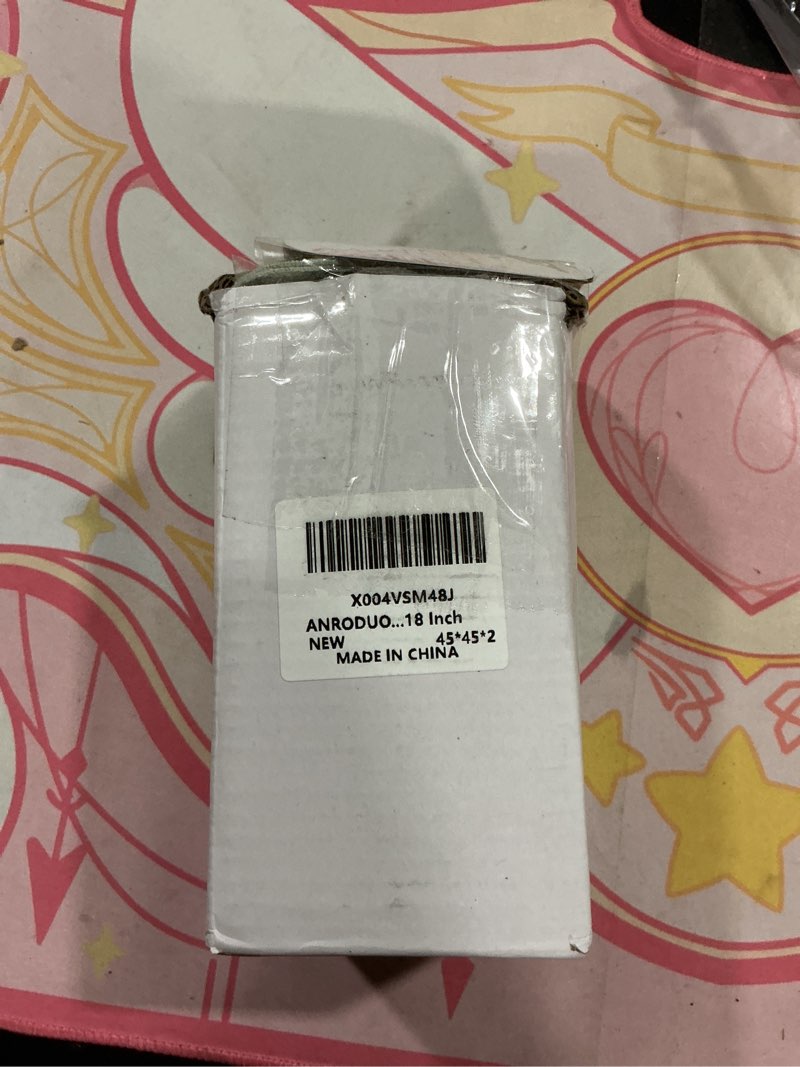 X004VSM48J
ANRODUO...18 Inch
NEW 45*45*2
MADE IN CHINA